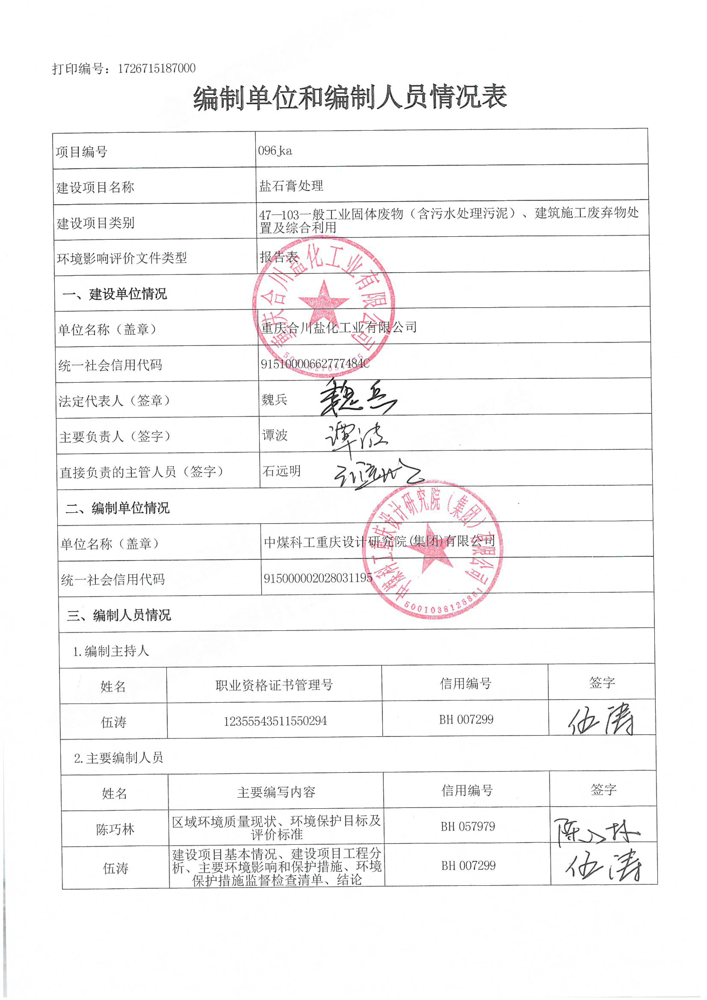 打印编号：1726715187000
编制单位和编制人员情况表
项目编号 096jka
建设项目名称 盐石膏处理
建设项目类别 47—103一般工业固体废物（含污水处理污泥）、建筑施工废弃物处
置及综合利用
环境影响评价文件类型 报告表
一、建设单位情况
单位名称（盖章） 重庆合川盐化工业有限公司
重庆合川盐化工业有限公司
统一社会信用代码 91510000662777484C
法定代表人（签章） 魏兵 魏兵
主要负责人（签字） 谭波 谭波
直接负责的主管人员（签字） 石远明 石远明
二、编制单位情况
单位名称（盖章） 中煤科工重庆设计研究院(集团)有限公司
中煤科工重庆设计研究院（集团）有限公司
统一社会信用代码 915000002028031195
5001038125861
三、编制人员情况
1.编制主持人
姓名 职业资格证书管理号 信用编号 签字
伍涛 12355543511550294 BH 007299 伍涛
2.主要编制人员
姓名 主要编写内容 信用编号 签字
陈巧林 区域环境质量现状、环境保护目标及
评价标准 BH 057979 陈巧林
伍涛 建设项目基本情况、建设项目工程分
析、主要环境影响和保护措施、环境
保护措施监督检查清单、结论 BH 007299 伍涛